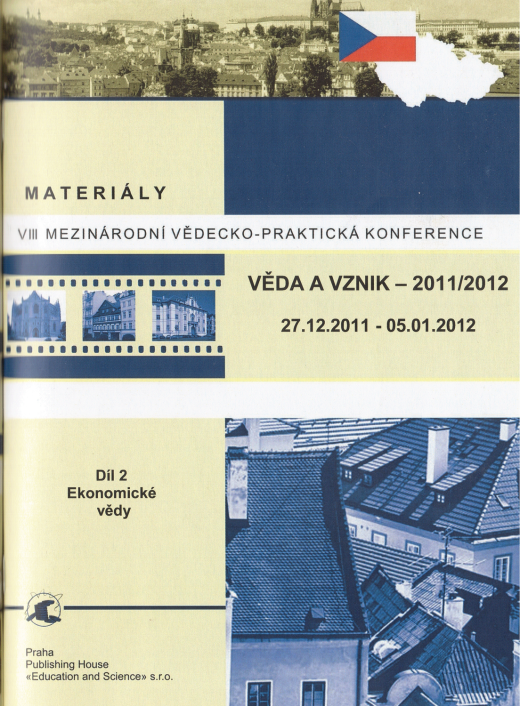 MATERIÁLY
VIII MEZINÁRODNÍ VĚDECKO-PRAKTICKÁ KONFERENCE
VĚDA A VZNIK – 2011/2012
27.12.2011 - 05.01.2012
Díl 2
Ekonomické
vědy
Praha
Publishing House
«Education and Science» s.r.o.